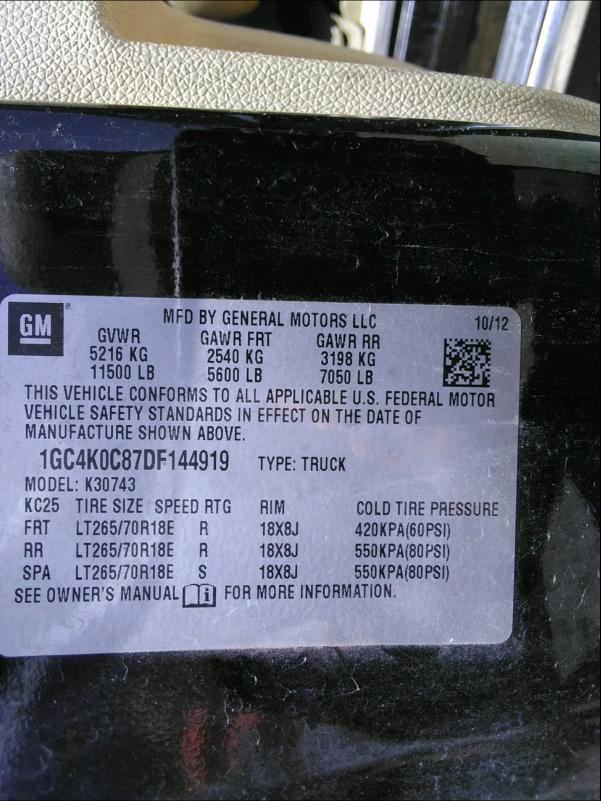 GM ®
MFD BY GENERAL MOTORS LLC 10/12
GVWR GAWR FRT GAWR RR
5216 KG 2540 KG 3198 KG
11500 LB 5600 LB 7050 LB
THIS VEHICLE CONFORMS TO ALL APPLICABLE U.S. FEDERAL MOTOR
VEHICLE SAFETY STANDARDS IN EFFECT ON THE DATE OF
MANUFACTURE SHOWN ABOVE.
1GC4K0C87DF144919 TYPE: TRUCK
MODEL: K30743
KC25 TIRE SIZE SPEED RTG RIM COLD TIRE PRESSURE
FRT LT265/70R18E R 18X8J 420KPA(60PSI)
RR LT265/70R18E R 18X8J 550KPA(80PSI)
SPA LT265/70R18E S 18X8J 550KPA(80PSI)
SEE OWNER'S MANUAL i FOR MORE INFORMATION.